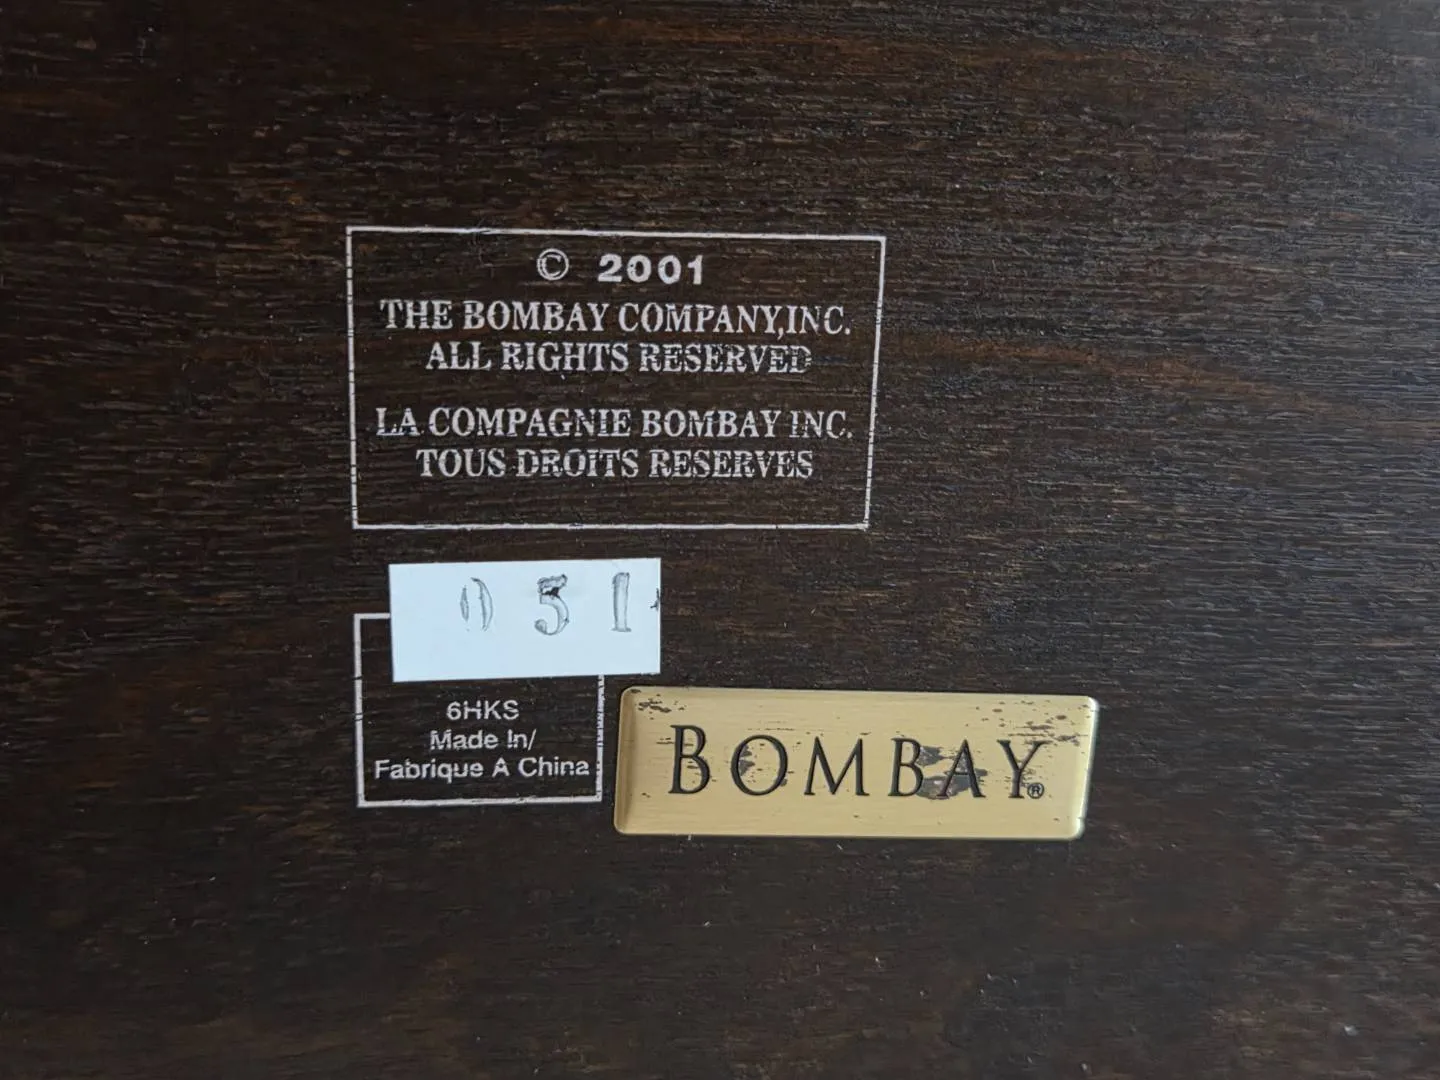 © 2001
THE BOMBAY COMPANY,INC.
ALL RIGHTS RESERVED
LA COMPAGNIE BOMBAY INC.
TOUS DROITS RESERVES
051
6HKS
Made In/
Fabrique A China
BOMBAY®